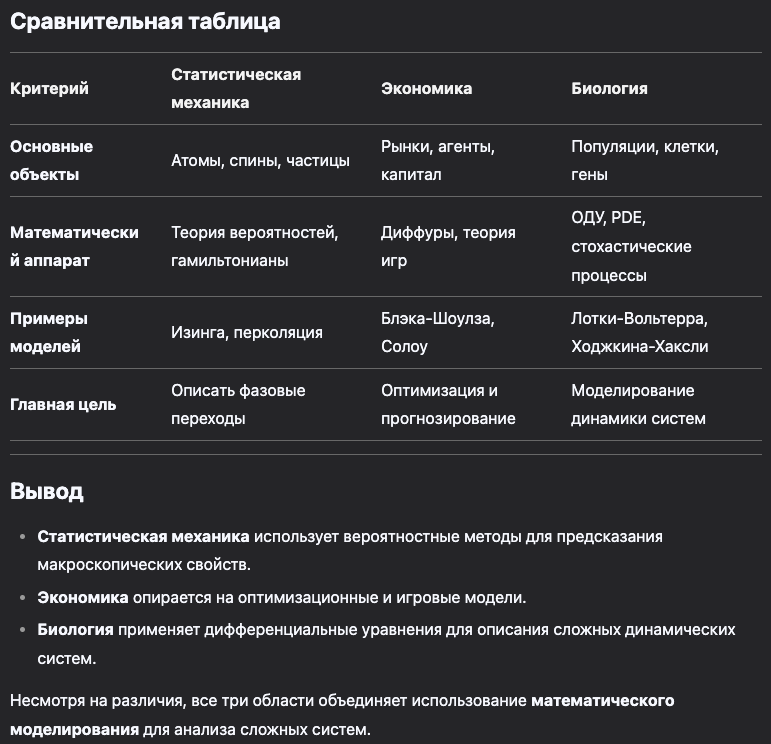 Сравнительная таблица
Критерий
Статистическая
механика
Экономика
Биология
Основные
объекты
Атомы, спины, частицы
Рынки, агенты,
капитал
Популяции, клетки,
гены
Математически
й аппарат
Теория вероятностей,
гамильтонианы
Диффуры, теория
игр
ОДУ, PDE,
стохастические
процессы
Примеры
моделей
Изинга, перколяция
Блэка-Шоулза,
Солоу
Лотки-Вольтерра,
Ходжкина-Хаксли
Главная цель
Описать фазовые
переходы
Оптимизация и
прогнозирование
Моделирование
динамики систем
Вывод
• Статистическая механика использует вероятностные методы для предсказания
макроскопических свойств.
• Экономика опирается на оптимизационные и игровые модели.
• Биология применяет дифференциальные уравнения для описания сложных динамических
систем.
Несмотря на различия, все три области объединяет использование математического
моделирования для анализа сложных систем.